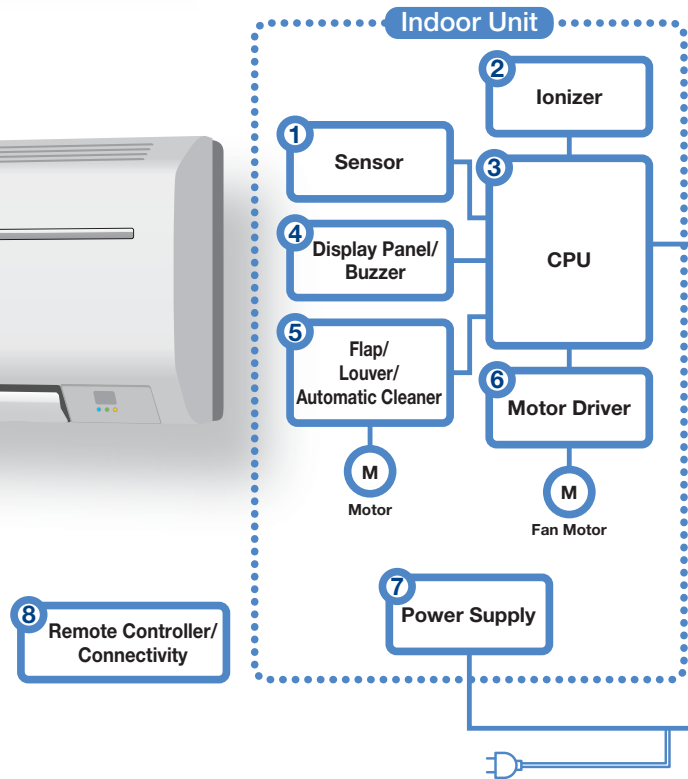 Indoor Unit
2
Ionizer
1
Sensor
3
CPU
4
Display Panel/
Buzzer
5
Flap/
Louver/
Automatic Cleaner
6
Motor Driver
M
Motor
M
Fan Motor
7
Power Supply
8
Remote Controller/
Connectivity